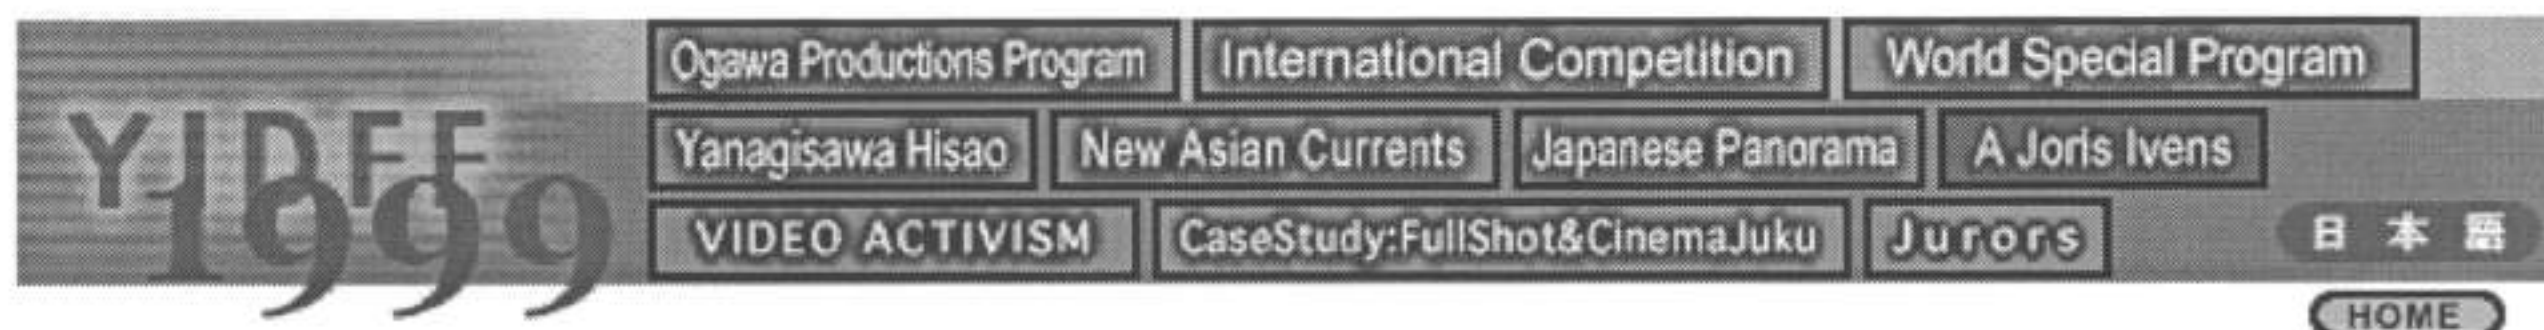 YIDFF
1999
Ogawa Productions Program International Competition World Special Program
Yanagisawa Hisao New Asian Currents Japanese Panorama A Joris Ivens
VIDEO ACTIVISM CaseStudy:FullShot&CinemaJuku Jurors
日本語
HOME